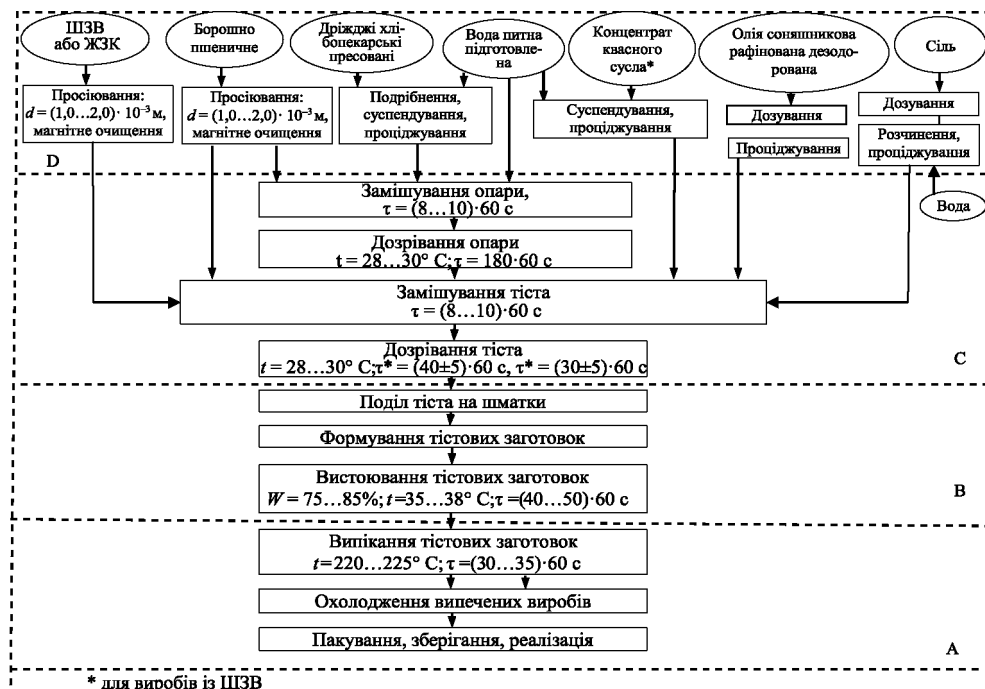 ШЗВ
або ЖЗК
Борошно
пшеничне
Дріжджі хлі-
бопекарські
пресовані
Вода питна
підготовле-
на
Концентрат
квасного
сусла*
Олія соняшникова
рафінована дезодо-
рована
Сіль
Просіювання:
d = (1,0…2,0)· 10⁻³ м,
магнітне очищення
Просіювання:
d = (1,0…2,0)· 10⁻³ м,
магнітне очищення
Подрібнення,
суспендування,
проціджування
Суспендування,
проціджування
Дозування
Проціджування
Дозування
Розчинення,
проціджування
Вода
D
Замішування опари,
τ = (8…10)·60 с
Дозрівання опари
t = 28…30° С; τ = 180·60 с
Замішування тіста
τ = (8…10)·60 с
Дозрівання тіста
t = 28…30° С;τ* = (40±5)·60 с, τ* = (30±5)·60 с
C
Поділ тіста на шматки
Формування тістових заготовок
Вистоювання тістових заготовок
W = 75…85%; t=35…38° С;τ =(40…50)·60 с
B
Випікання тістових заготовок
t=220…225° С; τ =(30…35)·60 с
Охолодження випечених виробів
Пакування, зберігання, реалізація
A
* для виробів із ШЗВ